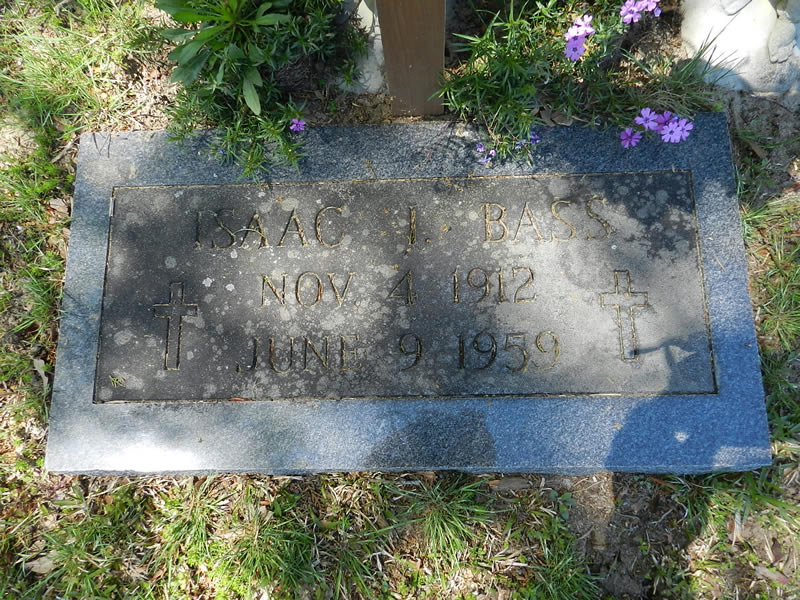 ISAAC I. BASS
NOV. 4 1912
JUNE 9 1959